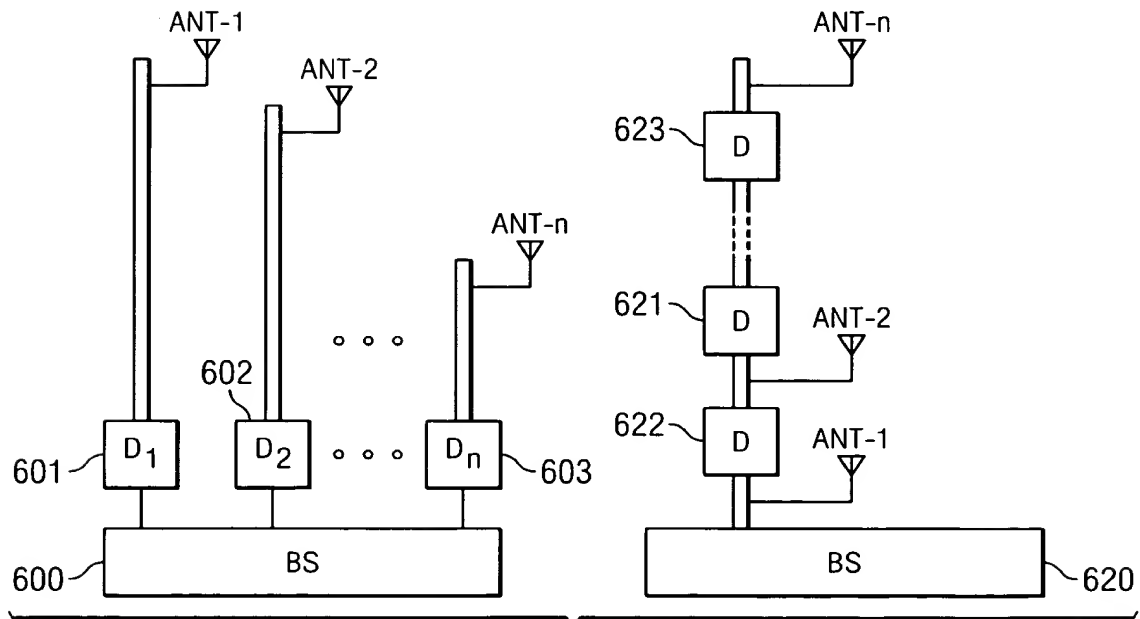 ANT-1
ANT-2
ANT-n
602
D1
D2
Dn
601
603
BS
600
ANT-n
623
D
621
D
ANT-2
622
D
ANT-1
BS
620